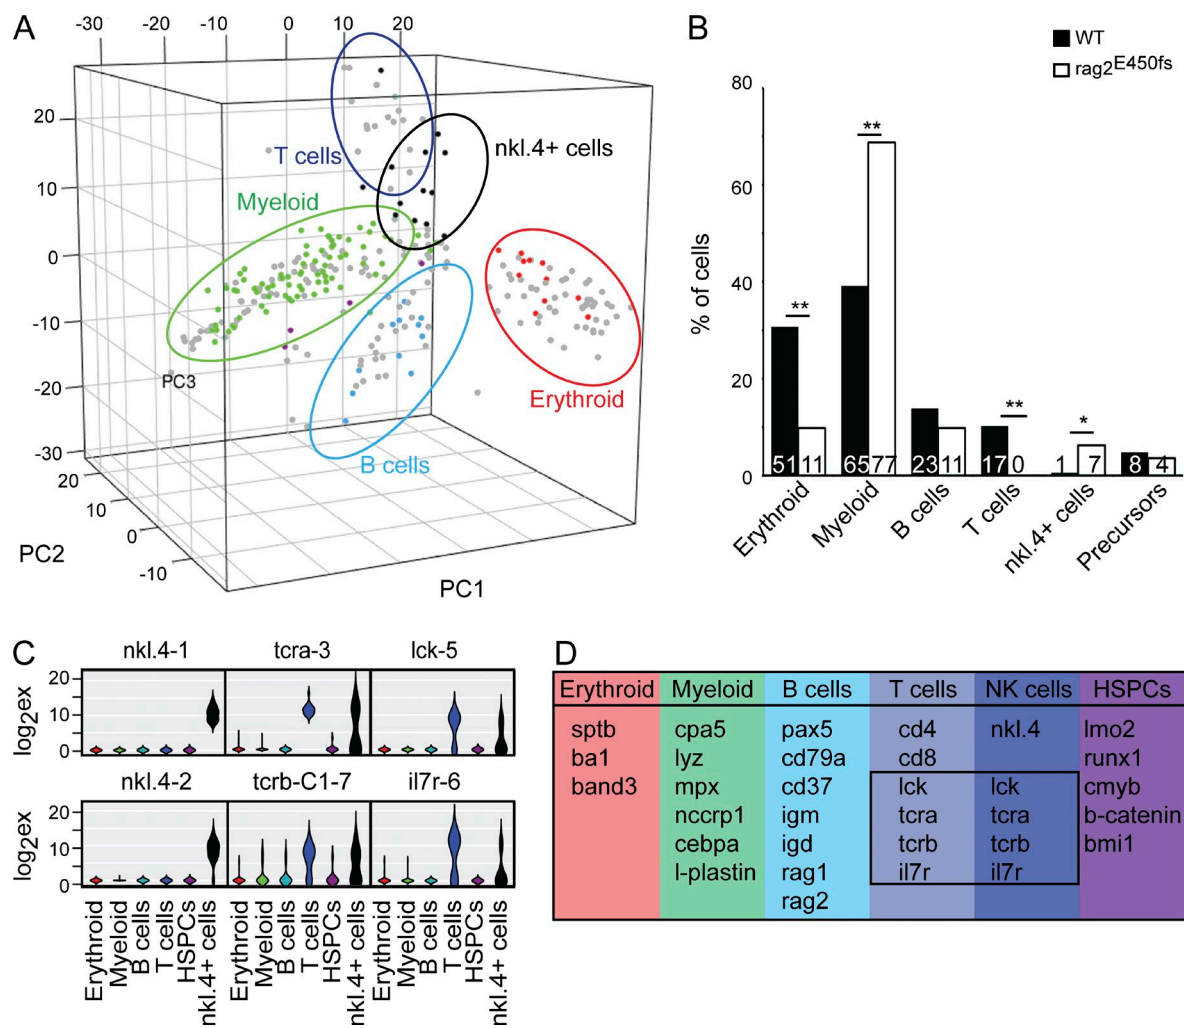 A
-30 -20 -10 0 10 20
20
10
0
-10
-20
-30
20
10
0
-10
PC2
PC1
PC3
T cells
nkl.4+ cells
Myeloid
Erythroid
B cells
B
WT
rag2E450fs
% of cells
80
60
40
20
0
** ** ** *
51 11 65 77 23 11 17 0 1 7 8 4
Erythroid
Myeloid
B cells
T cells
nkl.4+ cells
Precursors
C
nkl.4-1 tcra-3 lck-5
log2ex
20
10
0
nkl.4-2 tcrb-C1-7 il7r-6
log2ex
20
10
0
Erythroid
Myeloid
B cells
T cells
HSPCs
nkl.4+ cells
Erythroid
Myeloid
B cells
T cells
HSPCs
nkl.4+ cells
Erythroid
Myeloid
B cells
T cells
HSPCs
nkl.4+ cells
D
Erythroid Myeloid B cells T cells NK cells HSPCs
sptb cpa5 pax5 cd4 nkl.4 lmo2
ba1 lyz cd79a cd8 runx1
band3 mpx cd37 lck lck cmyb
nccrp1 igm tcra tcra b-catenin
cebpa igd tcrb tcrb bmi1
l-plastin rag1 il7r il7r
rag2